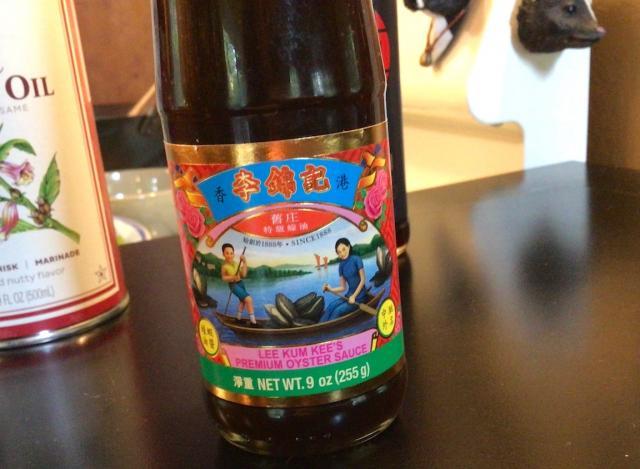 OIL
SAME
RISK | MARINADE
d nutty flavor
FL OZ (500mL)
香 李錦記 港
舊庄
特級蠔油
始創於1888年 • SINCE 1888
LEE KUM KEE'S
PREMIUM OYSTER SAUCE
淨重 NET WT. 9 oz (255 g)